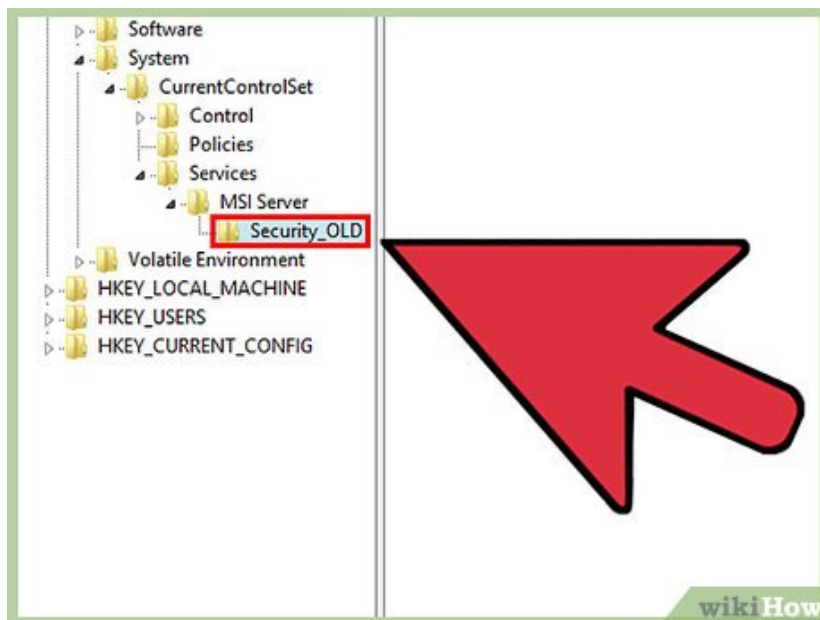 Software
System
CurrentControlSet
Control
Policies
Services
MSI Server
Security_OLD
Volatile Environment
HKEY_LOCAL_MACHINE
HKEY_USERS
HKEY_CURRENT_CONFIG
wikiHow